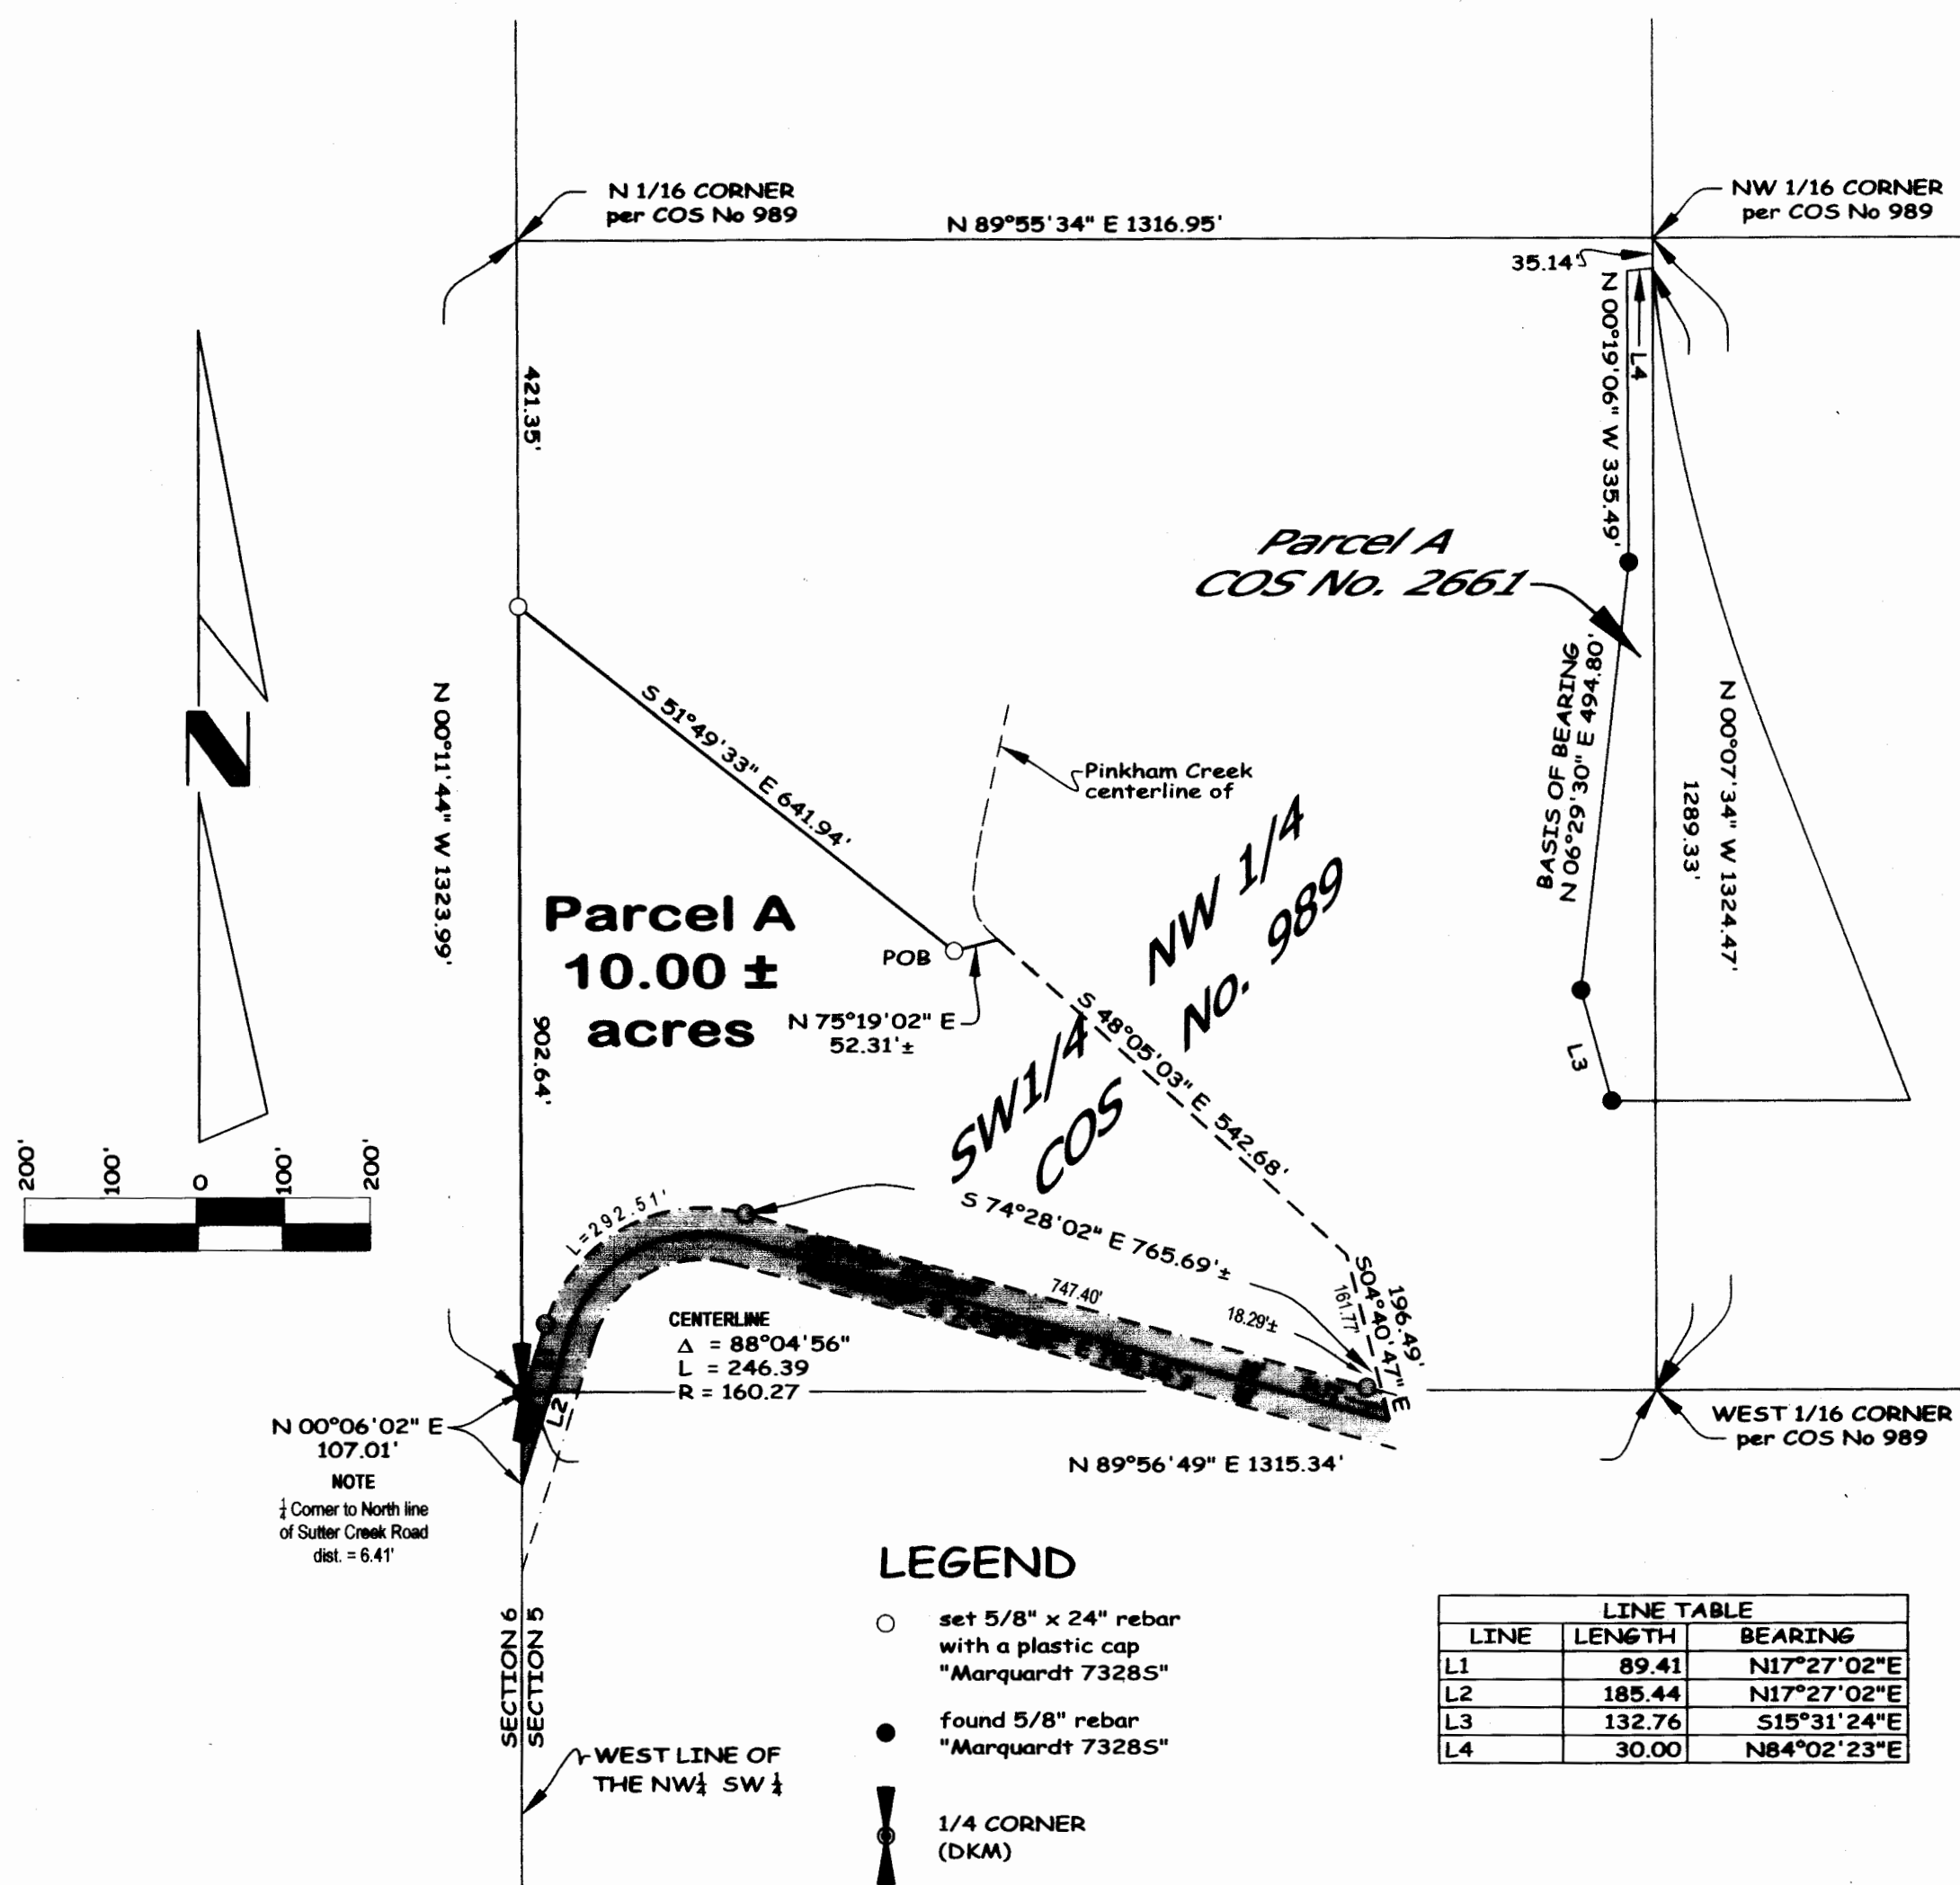 N 1/16 CORNER
per COS No 989
N 89°55'34" E 1316.95'
NW 1/16 CORNER
per COS No 989
35.14'
N 00°19'06" W 335.49'
L4
421.35'
Parcel A
COS No. 2661
N
S 51°49'33" E 641.94'
N 00°11'44" W 1323.99'
BASIS OF BEARING
N 06°29'30" E 494.80'
N 00°07'34" W 1324.47'
1289.33'
Pinkham Creek
centerline of
Parcel A
10.00 ±
acres
POB
N 75°19'02" E
52.31'±
902.64'
SW1/4 NW 1/4
COS NO. 989
S 48°05'03" E 542.68'
L3
200' 100' 0 100' 200'
L=292.51'
S 74°28'02" E 765.69'±
747.40'
18.29'±
196.49'
S04°40'47"E
161.77'
CENTERLINE
Δ = 88°04'56"
L = 246.39
R = 160.27
L2
N 00°06'02" E
107.01'
NOTE
¼ Corner to North line
of Sutter Creek Road
dist. = 6.41'
N 89°56'49" E 1315.34'
WEST 1/16 CORNER
per COS No 989
SECTION 6
SECTION 5
WEST LINE OF
THE NW¼ SW ¼
LEGEND
set 5/8" x 24" rebar
with a plastic cap
"Marquardt 7328S"
found 5/8" rebar
"Marquardt 7328S"
1/4 CORNER
(DKM)
LINE TABLE
LINE LENGTH BEARING
L1 89.41 N17°27'02"E
L2 185.44 N17°27'02"E
L3 132.76 S15°31'24"E
L4 30.00 N84°02'23"E